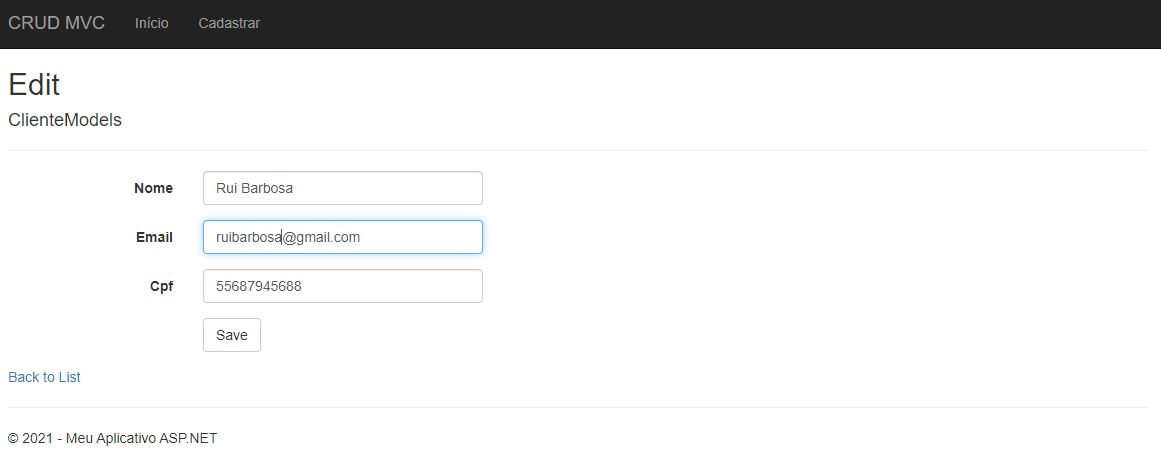 CRUD MVC Início Cadastrar
Edit
ClienteModels
Nome Rui Barbosa
Email ruibarbosa@gmail.com
Cpf 55687945688
Save
Back to List
© 2021 - Meu Aplicativo ASP.NET